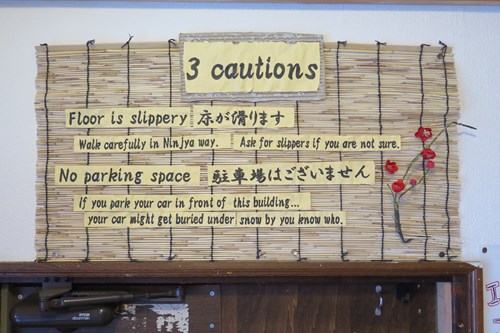 3 cautions
Floor is slippery 床が滑ります
Walk carefully in Ninjya way. Ask for slippers if you are not sure.
No parking space 駐車場はございません
If you park your car in front of this building...
your car might get buried under snow by you know who.